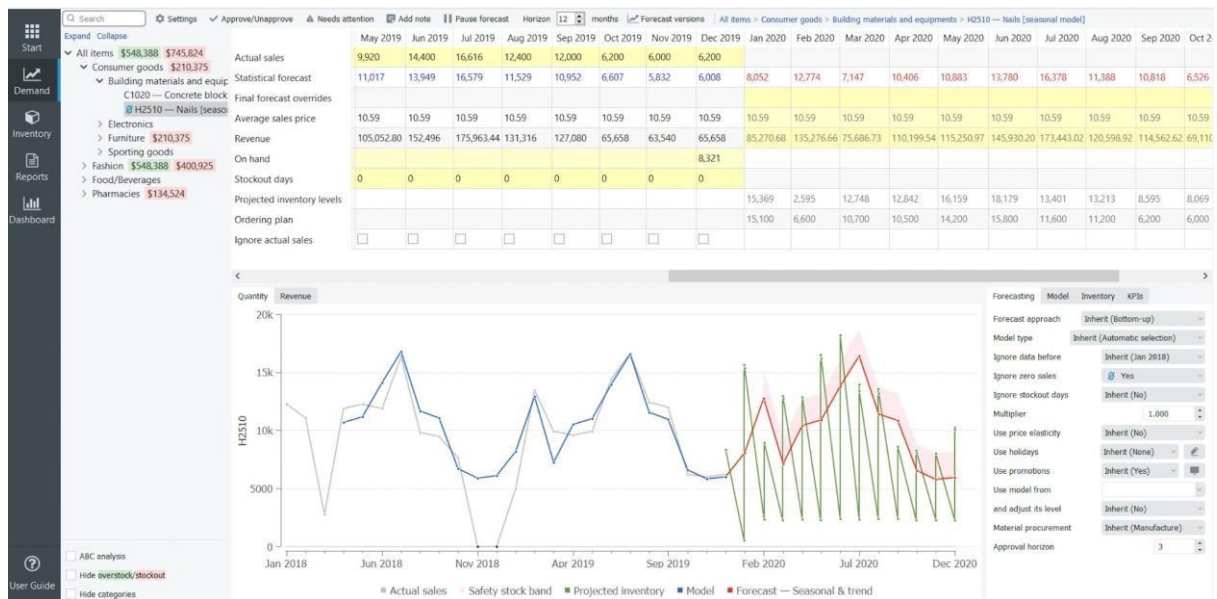 Start
Demand
Inventory
Reports
Dashboard
User Guide
Search
Settings Approve/Unapprove Needs attention Add note Pause forecast Horizon 12 months Forecast versions All items > Consumer goods > Building materials and equipments > H2510 — Nails [seasonal model]
Expand Collapse
All items $548,388 $745,824
Consumer goods $210,375
Building materials and equip
C1020 — Concrete block
H2510 — Nails [seaso
Electronics
Furniture $210,375
Sporting goods
Fashion $548,388 $400,925
Food/Beverages
Pharmacies $134,524
ABC analysis
Hide overstock/stockout
Hide categories
May 2019 Jun 2019 Jul 2019 Aug 2019 Sep 2019 Oct 2019 Nov 2019 Dec 2019 Jan 2020 Feb 2020 Mar 2020 Apr 2020 May 2020 Jun 2020 Jul 2020 Aug 2020 Sep 2020 Oct 2
Actual sales 9,920 14,400 16,616 12,400 12,000 6,200 6,000 6,200
Statistical forecast 11,017 13,949 16,579 11,529 10,952 6,607 5,832 6,008 8,052 12,774 7,147 10,406 10,883 13,780 16,378 11,388 10,818 6,526
Final forecast overrides
Average sales price 10.59 10.59 10.59 10.59 10.59 10.59 10.59 10.59 10.59 10.59 10.59 10.59 10.59 10.59 10.59 10.59 10.59 10.59
Revenue 105,052.80 152,496 175,963.44 131,316 127,080 65,658 63,540 65,658 85,270.68 135,276.66 75,686.73 110,199.54 115,250.97 145,930.20 173,443.02 120,598.92 114,562.62 69,110
On hand 8,321
Stockout days 0 0 0 0 0 0 0 0
Projected inventory levels 15,369 2,595 12,748 12,842 16,159 18,179 13,401 13,213 8,595 8,069
Ordering plan 15,100 6,600 10,700 10,500 14,200 15,800 11,600 11,200 6,200 6,000
Ignore actual sales
Quantity Revenue
20k
15k
10k
5000
0
H2510
Jan 2018 Jun 2018 Nov 2018 Apr 2019 Sep 2019 Feb 2020 Jul 2020 Dec 2020
Actual sales Safety stock band Projected inventory Model Forecast — Seasonal & trend
Forecasting Model Inventory KPIs
Forecast approach Inherit (Bottom-up)
Model type Inherit (Automatic selection)
Ignore data before Inherit (Jan 2018)
Ignore zero sales Yes
Ignore stockout days Inherit (No)
Multiplier 1.000
Use price elasticity Inherit (No)
Use holidays Inherit (None)
Use promotions Inherit (Yes)
Use model from
and adjust its level Inherit (No)
Material procurement Inherit (Manufacture)
Approval horizon 3